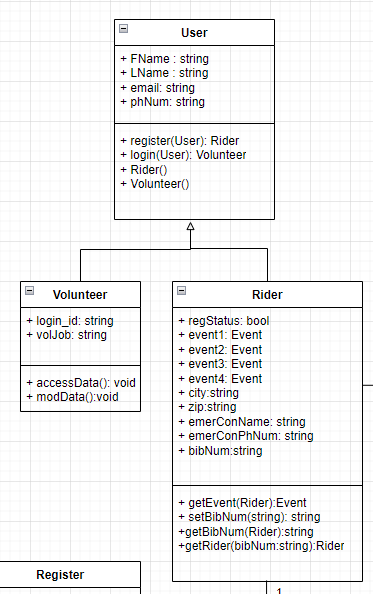 User
+ FName : string
+ LName : string
+ email: string
+ phNum: string
+ register(User): Rider
+ login(User): Volunteer
+ Rider()
+ Volunteer()
Volunteer
+ login_id: string
+ volJob: string
+ accessData(): void
+ modData():void
Rider
+ regStatus: bool
+ event1: Event
+ event2: Event
+ event3: Event
+ event4: Event
+ city:string
+ zip:string
+ emerConName: string
+ emerConPhNum: string
+ bibNum:string
+ getEvent(Rider):Event
+ setBibNum(string): string
+getBibNum(Rider):string
+getRider(bibNum:string):Rider
Register
1